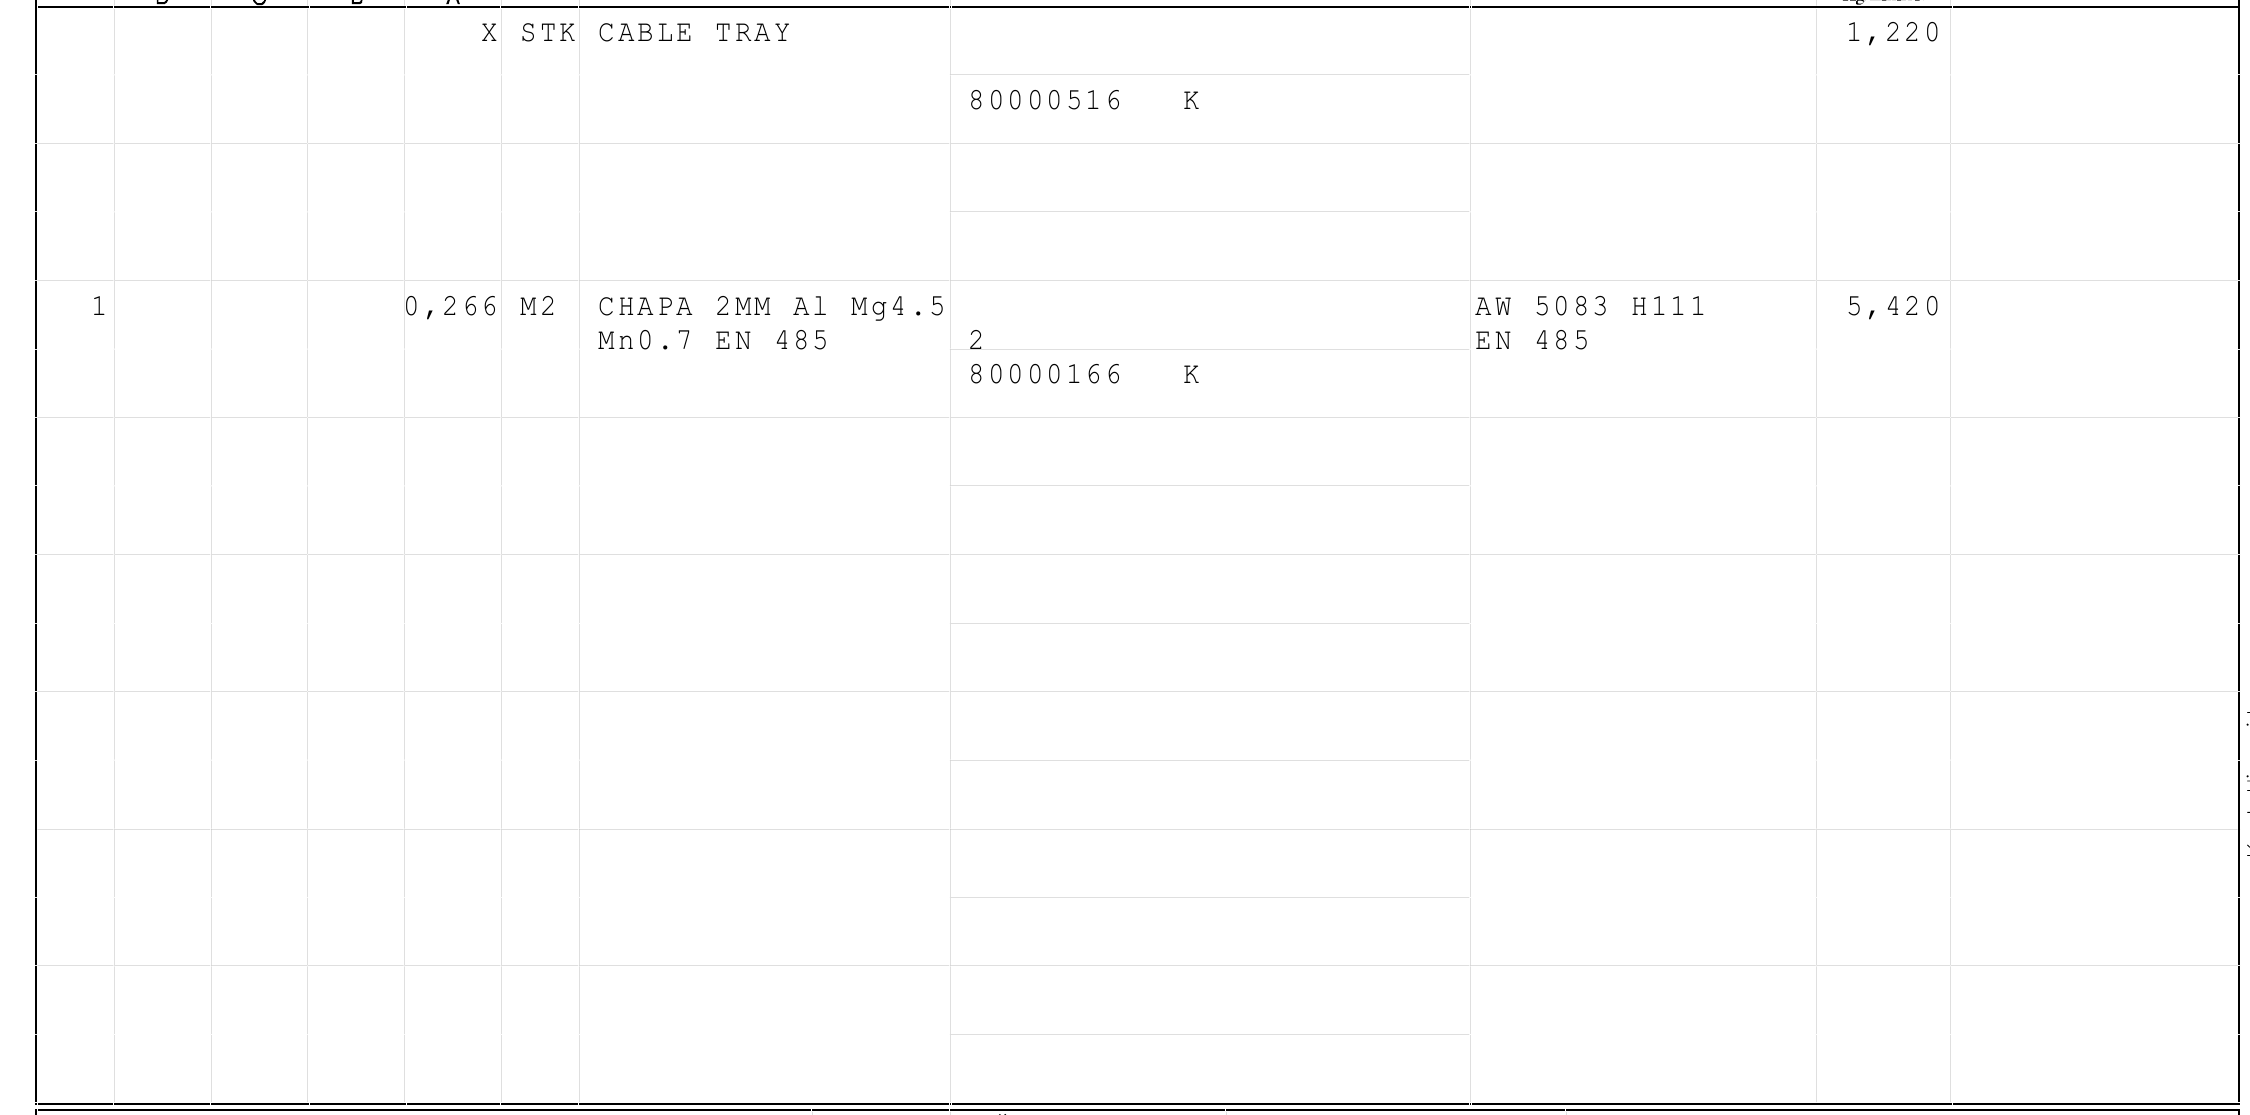 X STK CABLE TRAY 1,220
80000516 K
1 0,266 M2 CHAPA 2MM Al Mg4.5 AW 5083 H111 5,420
Mn0.7 EN 485 2 EN 485
80000166 K